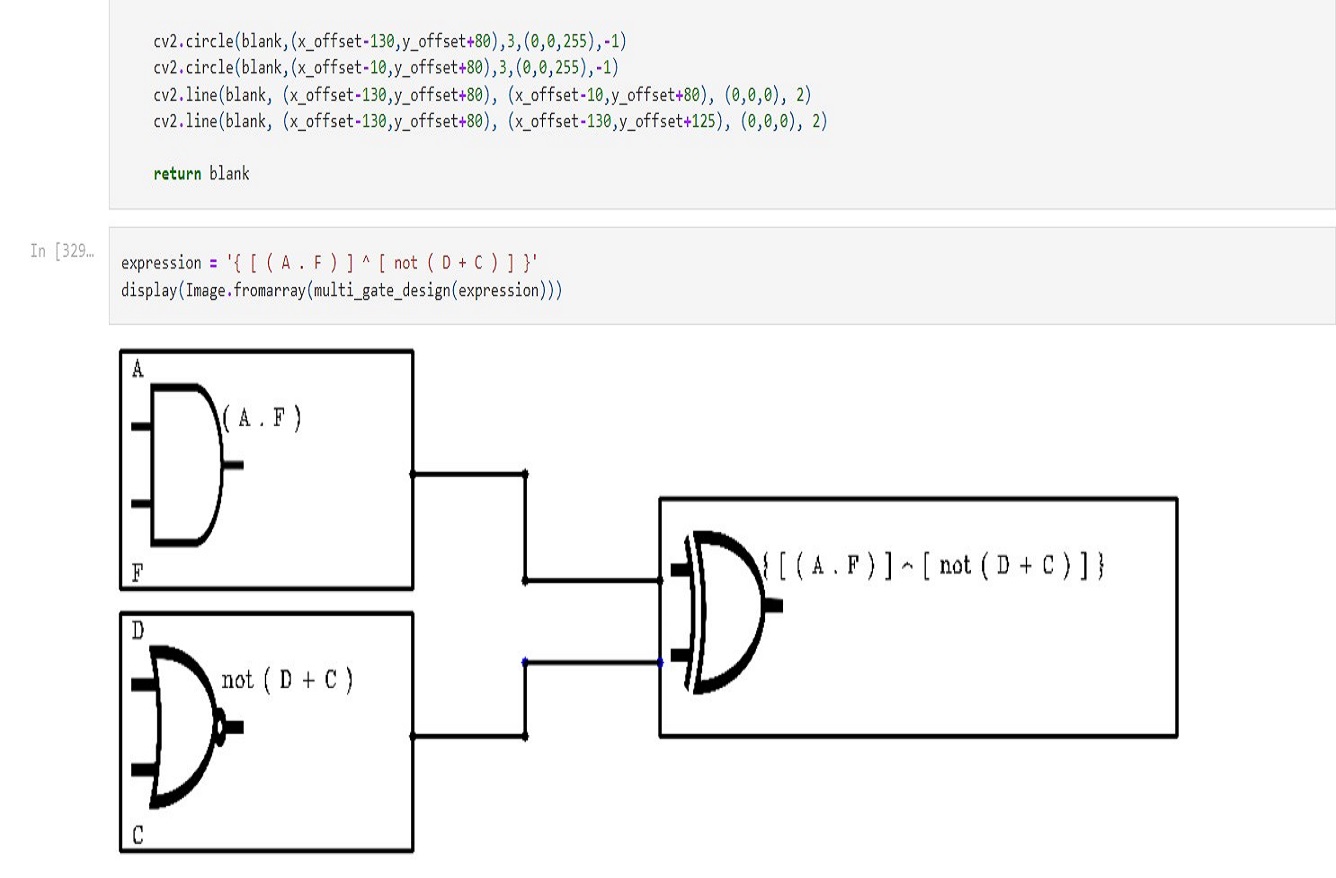 cv2.circle(blank,(x_offset-130,y_offset+80),3,(0,0,255),-1)
cv2.circle(blank,(x_offset-10,y_offset+80),3,(0,0,255),-1)
cv2.line(blank, (x_offset-130,y_offset+80), (x_offset-10,y_offset+80), (0,0,0), 2)
cv2.line(blank, (x_offset-130,y_offset+80), (x_offset-130,y_offset+125), (0,0,0), 2)
return blank
In [329…
expression = '{ [ ( A . F ) ] ^ [ not ( D + C ) ] }'
display(Image.fromarray(multi_gate_design(expression)))
A
( A . F )
F
{ [ ( A . F ) ] ^ [ not ( D + C ) ] }
D
not ( D + C )
C